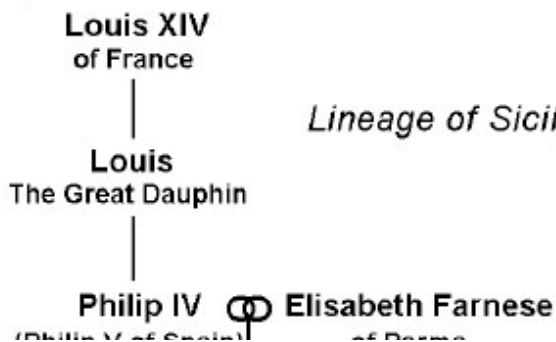 Louis XIV
of France
Lineage of Sicil
Louis
The Great Dauphin
Philip IV Elisabeth Farnese
(Philip V of Spain) of Parma